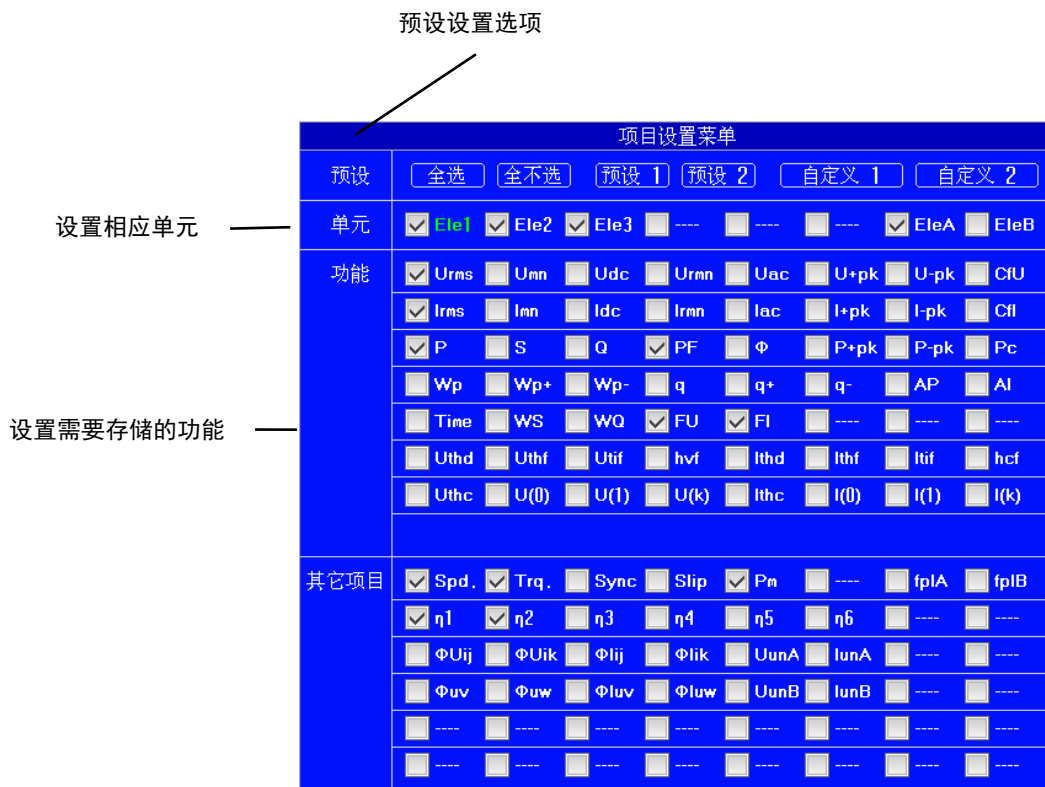 预设设置选项
项目设置菜单
预设 全选 全不选 预设 1 预设 2 自定义 1 自定义 2
设置相应单元
单元 Ele1 Ele2 Ele3 ---- ---- ---- EleA EleB
功能 Urms Umn Udc Urmn Uac U+pk U-pk CfU
Irms Imn Idc Irmn Iac I+pk I-pk CfI
P S Q PF Φ P+pk P-pk Pc
Wp Wp+ Wp- q q+ q- AP AI
设置需要存储的功能
Time WS WQ FU FI ---- ---- ----
Uthd Uthf Utif hvf Ithd Ithf Itif hcf
Uthc U(0) U(1) U(k) Ithc I(0) I(1) I(k)
其它项目 Spd. Trq. Sync Slip Pm ---- fplA fplB
η1 η2 η3 η4 η5 η6 ---- ----
ΦUij ΦUik ΦIij ΦIik UunA IunA ---- ----
Φuv Φuw ΦIuv ΦIuw UunB IunB ---- ----
---- ---- ---- ---- ---- ---- ---- ----
---- ---- ---- ---- ---- ---- ---- ----